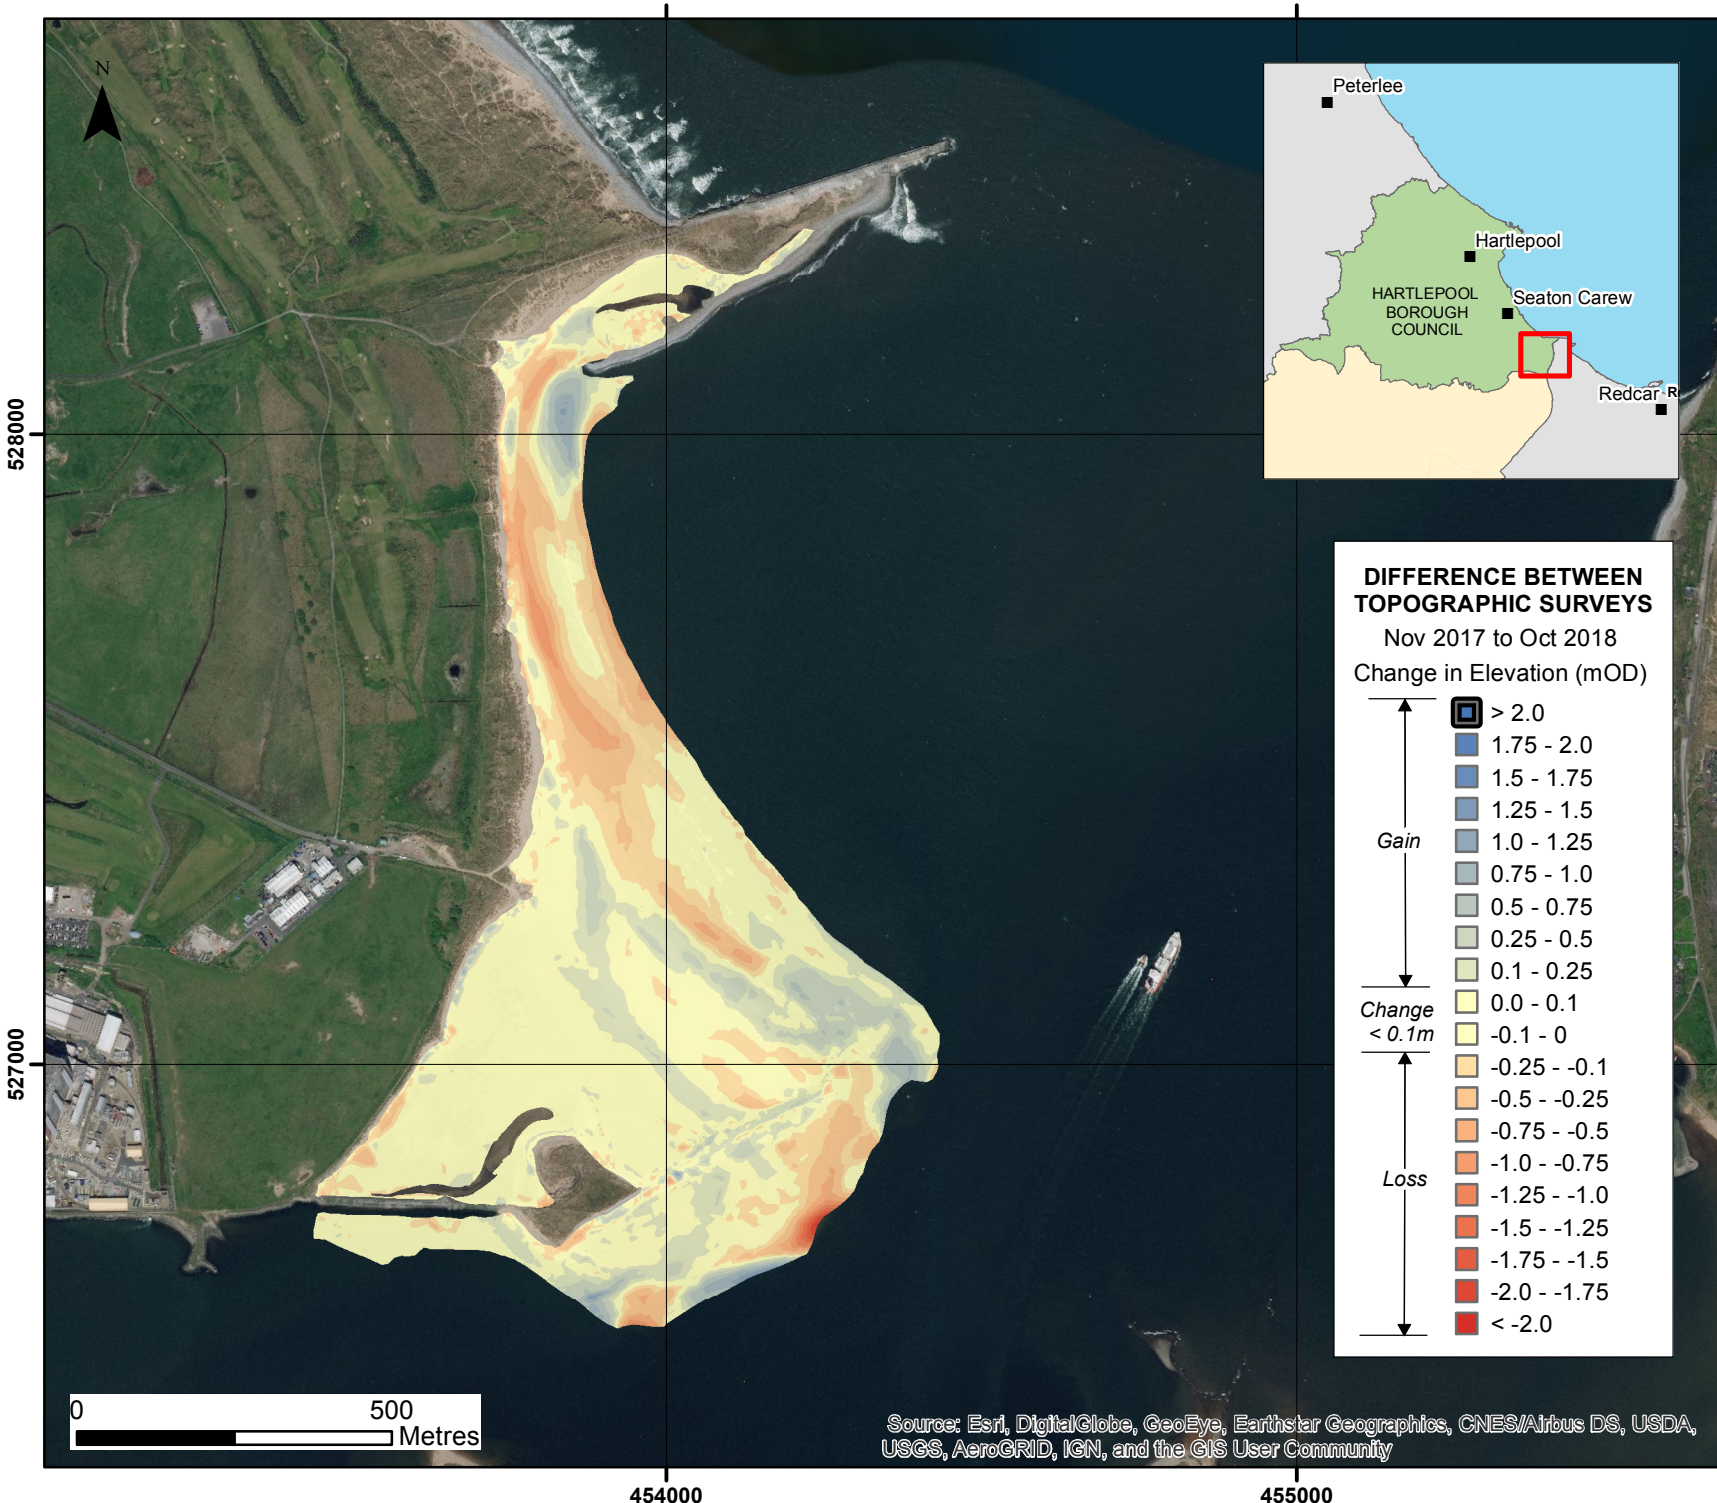 N
528000
527000
454000
455000
Peterlee
Hartlepool
HARTLEPOOL
BOROUGH
COUNCIL
Seaton Carew
Redcar
R
DIFFERENCE BETWEEN
TOPOGRAPHIC SURVEYS
Nov 2017 to Oct 2018
Change in Elevation (mOD)
> 2.0
1.75 - 2.0
1.5 - 1.75
1.25 - 1.5
1.0 - 1.25
0.75 - 1.0
0.5 - 0.75
0.25 - 0.5
0.1 - 0.25
0.0 - 0.1
-0.1 - 0
-0.25 - -0.1
-0.5 - -0.25
-0.75 - -0.5
-1.0 - -0.75
-1.25 - -1.0
-1.5 - -1.25
-1.75 - -1.5
-2.0 - -1.75
< -2.0
Gain
Change
< 0.1m
Loss
0 500
Metres
Source: Esri, DigitalGlobe, GeoEye, Earthstar Geographics, CNES/Airbus DS, USDA,
USGS, AeroGRID, IGN, and the GIS User Community